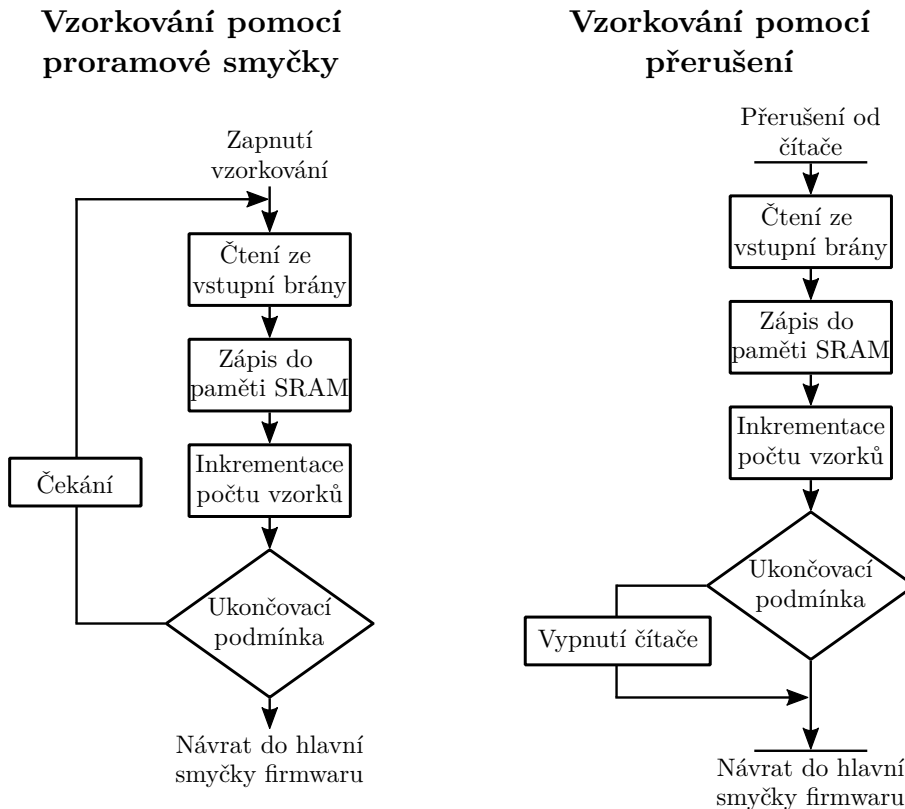 Vzorkování pomocí
proramové smyčky
Zapnutí
vzorkování
Čtení ze
vstupní brány
Zápis do
paměti SRAM
Inkrementace
počtu vzorků
Čekání
Ukončovací
podmínka
Návrat do hlavní
smyčky firmwaru
Vzorkování pomocí
přerušení
Přerušení od
čítače
Čtení ze
vstupní brány
Zápis do
paměti SRAM
Inkrementace
počtu vzorků
Ukončovací
podmínka
Vypnutí čítače
Návrat do hlavní
smyčky firmwaru